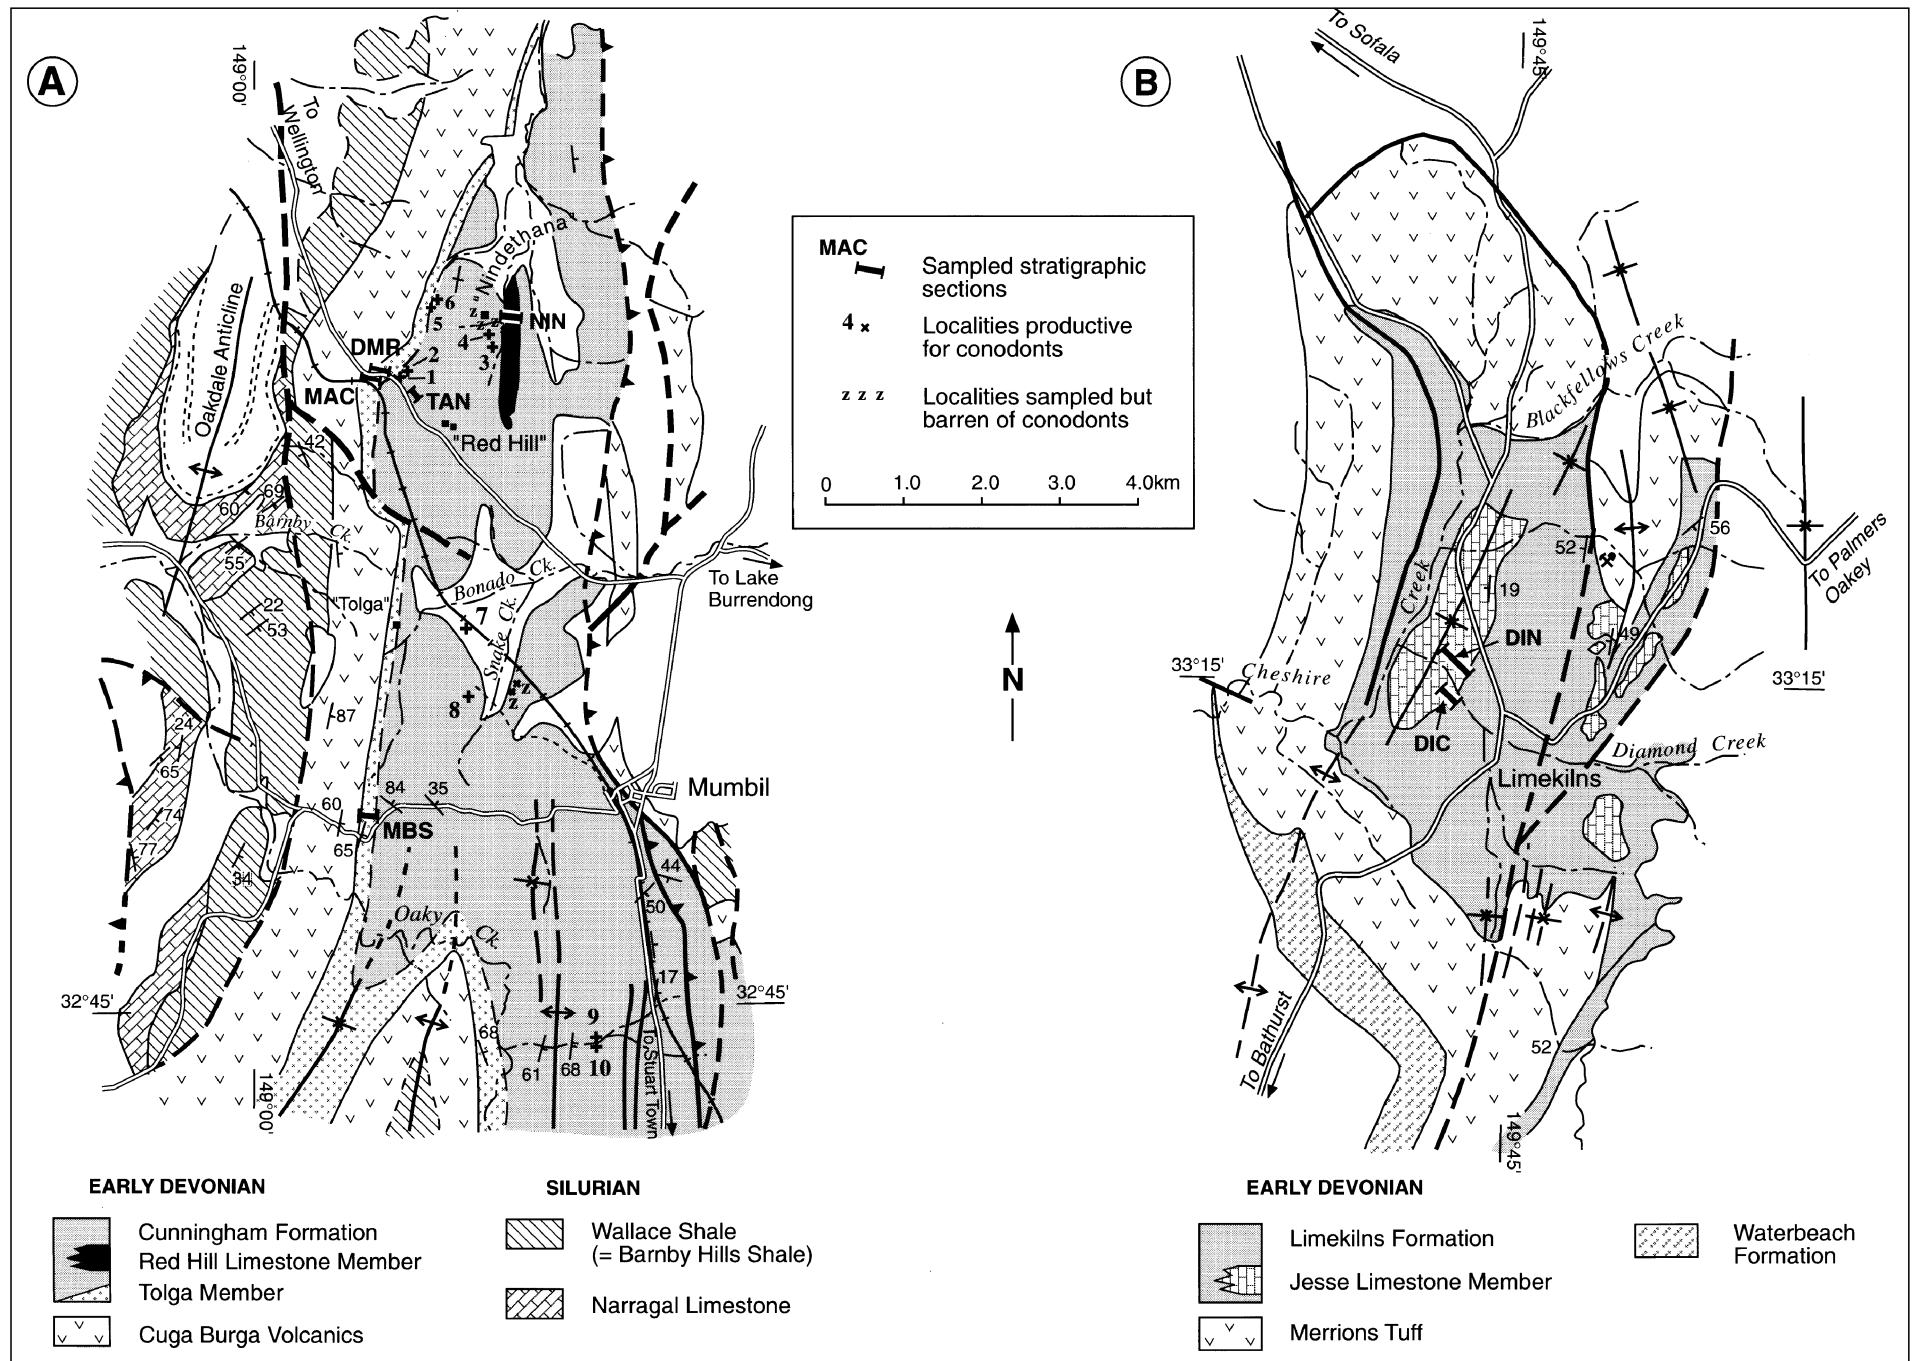 A
149°00'
To Wellington
"Nindethana"
Oakdale Anticline
6
5
z
z z
4
3
NIN
DMR
2
1
MAC
TAN
"Red Hill"
42
69
60
Barnby Ck.
55
22
53
"Tolga"
Bonado Ck.
7
Snake Ck.
To Lake
Burrendong
8
z
z
87
24
65
74
77
34
60
84
35
65
MBS
Mumbil
44
50
Oaky Ck.
17
32°45'
32°45'
9
10
68
61
68
To Stuart Town
149°00'
MAC
Sampled stratigraphic
sections
4
Localities productive
for conodonts
z z z
Localities sampled but
barren of conodonts
0 1.0 2.0 3.0 4.0km
N
B
To Sofala
149°45'
Blackfellows Creek
52
56
To Palmers
Oakey
19
Creek
DIN
49
33°15'
Cheshire
33°15'
DIC
Diamond Creek
Limekilns
To Bathurst
52
149°45'
EARLY DEVONIAN
Cunningham Formation
Red Hill Limestone Member
Tolga Member
Cuga Burga Volcanics
SILURIAN
Wallace Shale
(= Barnby Hills Shale)
Narragal Limestone
EARLY DEVONIAN
Limekilns Formation
Jesse Limestone Member
Merrions Tuff
Waterbeach
Formation